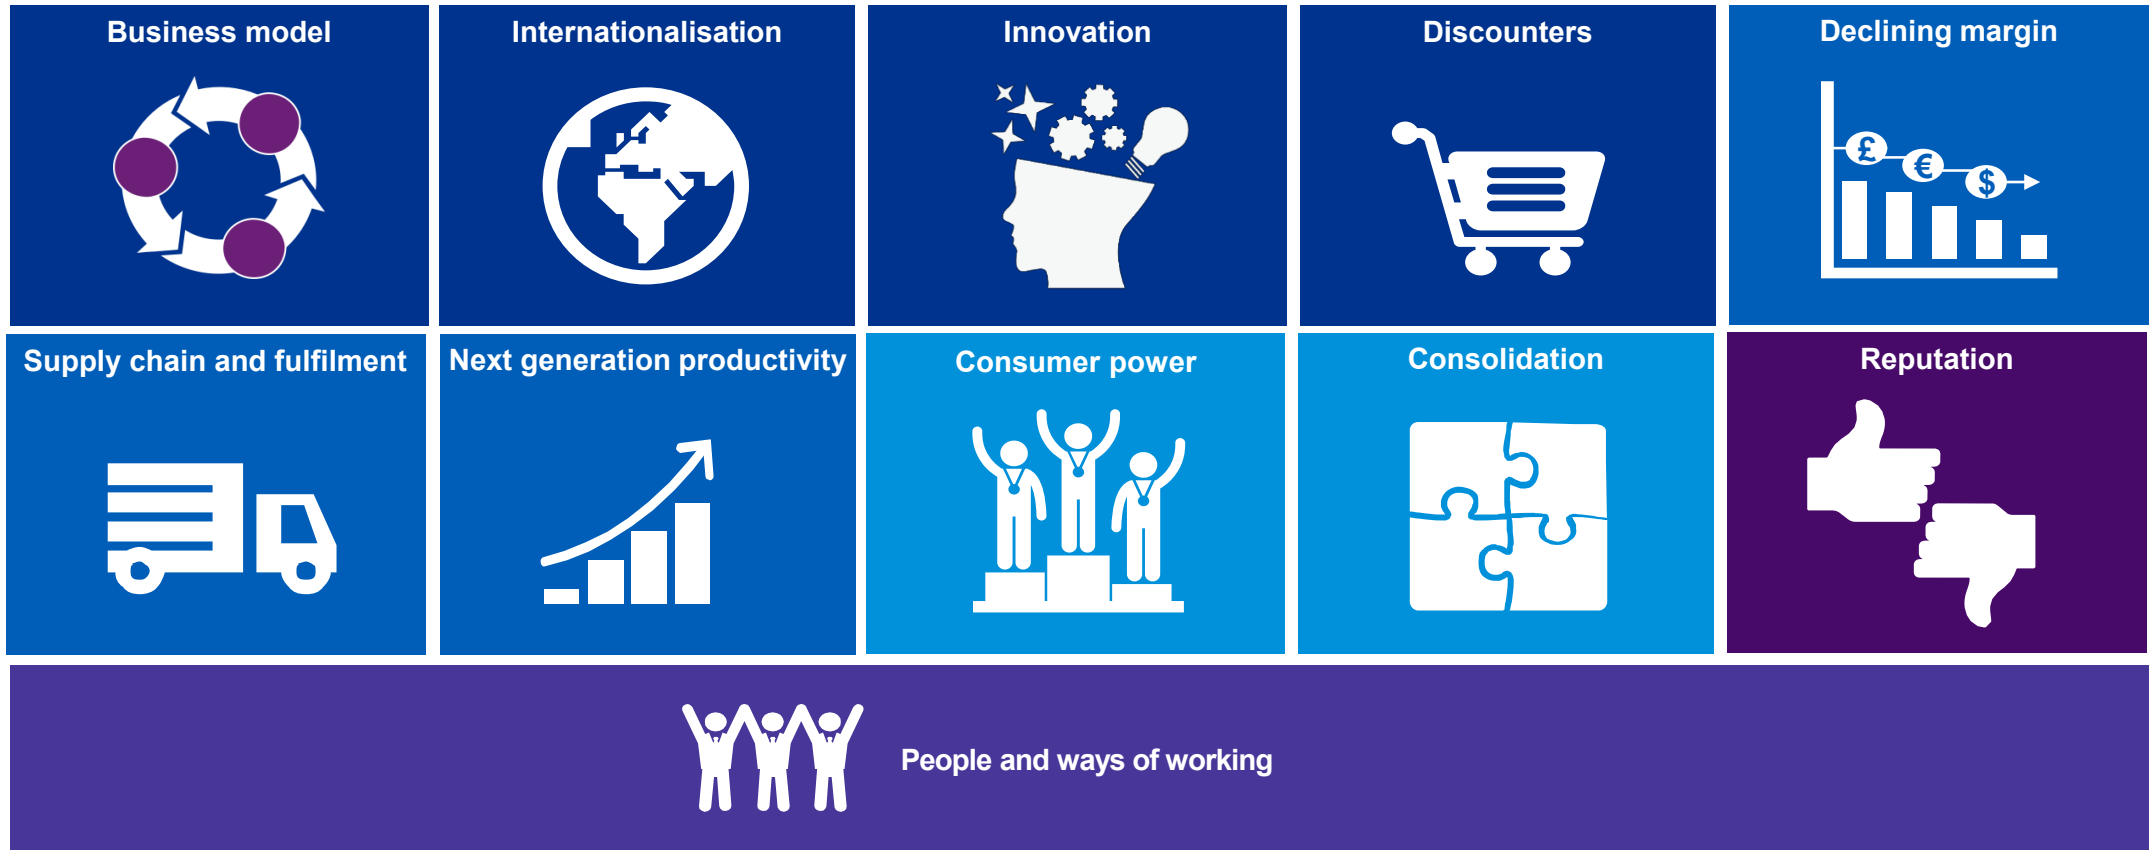 Business model
Internationalisation
Innovation
Discounters
Declining margin
£
€
$
Supply chain and fulfilment
Next generation productivity
Consumer power
Consolidation
Reputation
People and ways of working